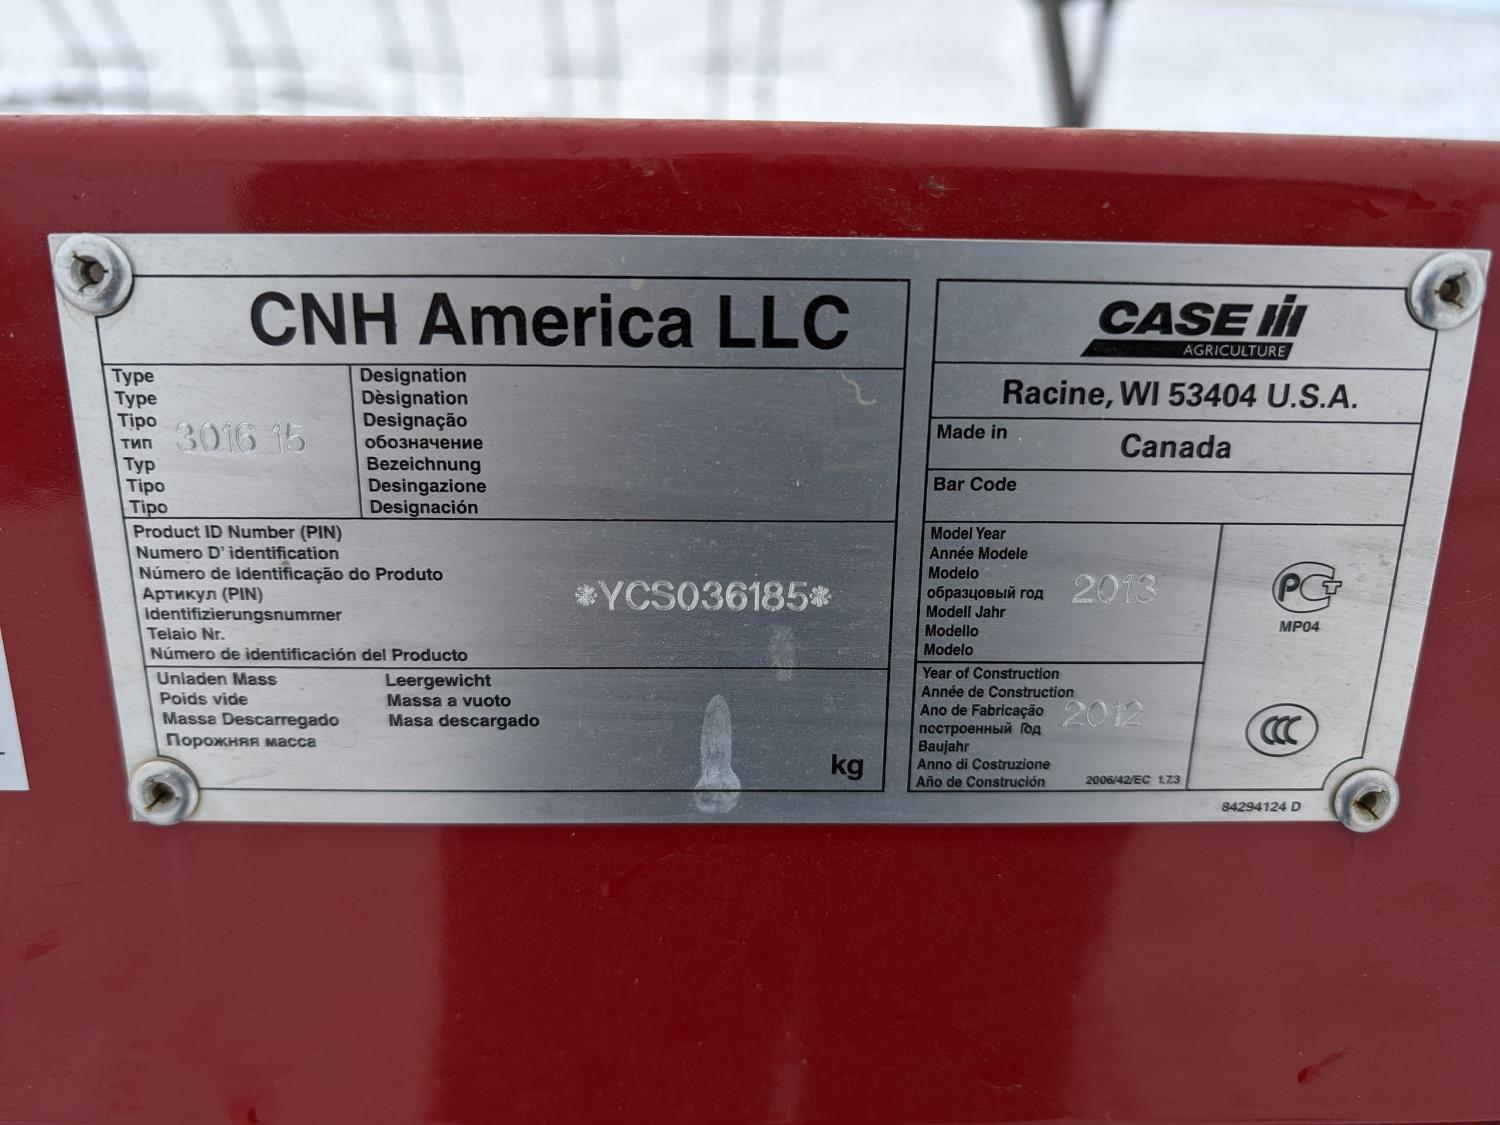 CNH America LLC
Type
Type
Tipo
тип
Typ
Tipo
Tipo
3016 15
Designation
Dèsignation
Designação
обозначение
Bezeichnung
Desingazione
Designación
Product ID Number (PIN)
Numero D' identification
Número de Identificação do Produto
Артикул (PIN)
Identifizierungsnummer
Telaio Nr.
Número de identificación del Producto
*YCS036185*
Unladen Mass
Poids vide
Massa Descarregado
Порожняя масса
Leergewicht
Massa a vuoto
Masa descargado
kg
CASE IH
AGRICULTURE
Racine, WI 53404 U.S.A.
Made in
Canada
Bar Code
Model Year
Année Modele
Modelo
образцовый год
Modell Jahr
Modello
Modelo
2013
Year of Construction
Année de Construction
Ano de Fabricação
построенный Год
Baujahr
Anno di Costruzione
Año de Construción
2012
2006/42/EC 1.7.3
РСТ
MP04
CCC
84294124 D